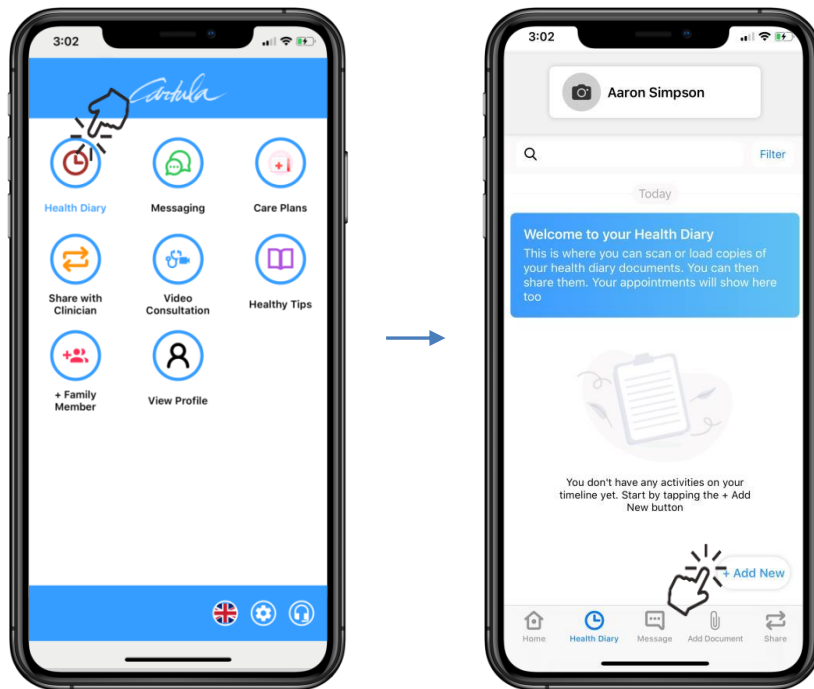 3:02
Cartula
Health Diary
Messaging
Care Plans
Share with
Clinician
Video
Consultation
Healthy Tips
+ Family
Member
View Profile
3:02
Aaron Simpson
Filter
Today
Welcome to your Health Diary
This is where you can scan or load copies of
your health diary documents. You can then
share them. Your appointments will show here
too
You don't have any activities on your
timeline yet. Start by tapping the + Add
New button
+ Add New
Home
Health Diary
Message
Add Document
Share